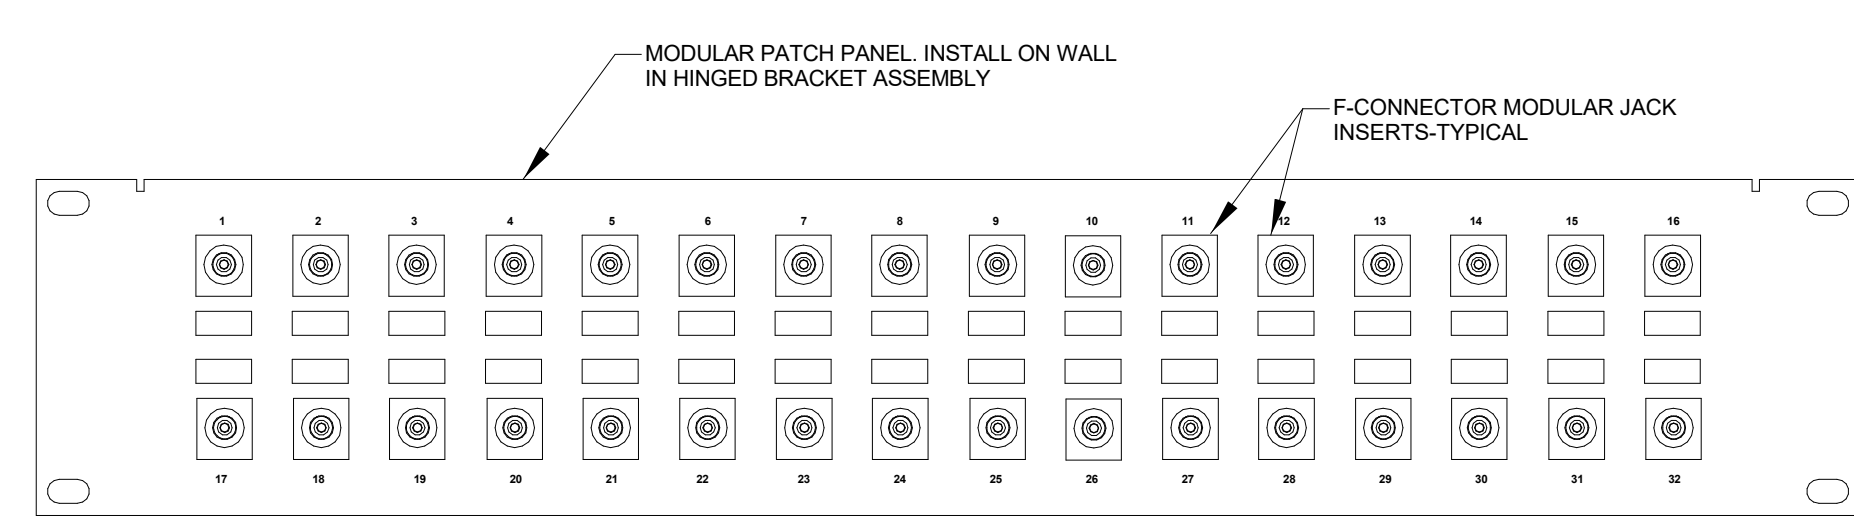 MODULAR PATCH PANEL. INSTALL ON WALL
IN HINGED BRACKET ASSEMBLY
F-CONNECTOR MODULAR JACK
INSERTS-TYPICAL
1 2 3 4 5 6 7 8 9 10 11 12 13 14 15 16
17 18 19 20 21 22 23 24 25 26 27 28 29 30 31 32